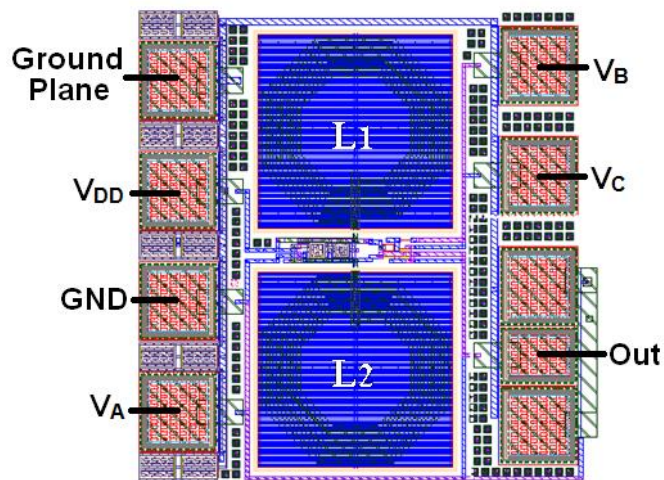 Ground
Plane
VDD
GND
VA
L1
L2
VB
VC
Out